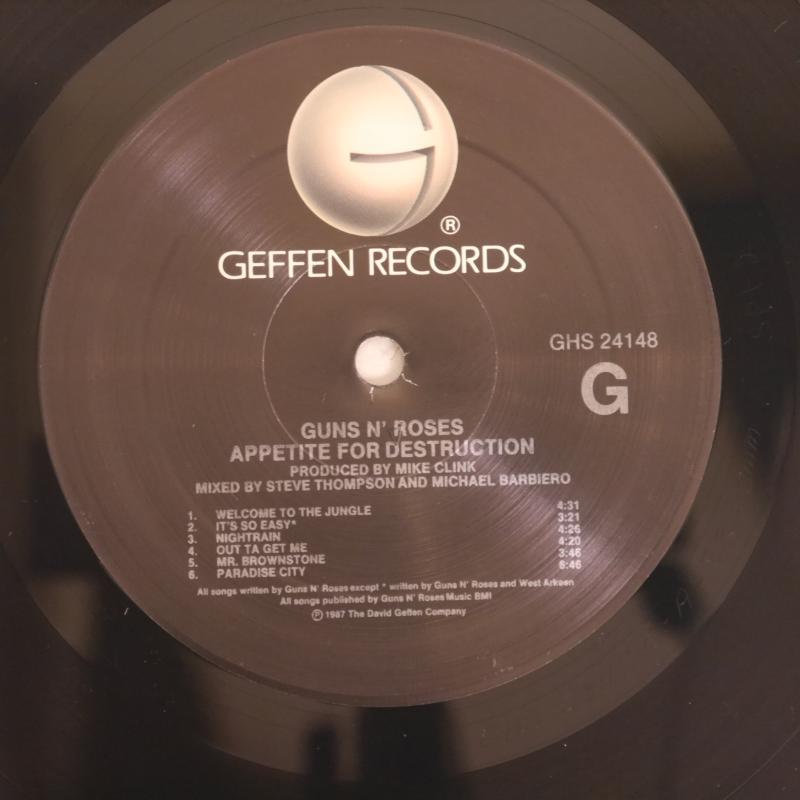 ®
GEFFEN RECORDS
GHS 24148
G
GUNS N' ROSES
APPETITE FOR DESTRUCTION
PRODUCED BY MIKE CLINK
MIXED BY STEVE THOMPSON AND MICHAEL BARBIERO
1. WELCOME TO THE JUNGLE 4:31
2. IT'S SO EASY* 3:21
3. NIGHTRAIN 4:26
4. OUT TA GET ME 4:20
5. MR. BROWNSTONE 3:46
6. PARADISE CITY 6:46
All songs written by Guns N' Roses except * written by Guns N' Roses and West Arkeen
All songs published by Guns N' Roses Music BMI
℗ 1987 The David Geffen Company